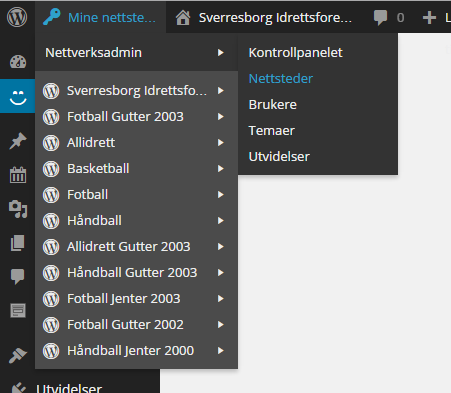 Mine nettste... Sverresborg Idrettsfore... 0 L
Nettverksadmin
Kontrollpanelet
Nettsteder
Brukere
Temaer
Utvidelser
Sverresborg Idrettsfo...
Fotball Gutter 2003
Allidrett
Basketball
Fotball
Håndball
Allidrett Gutter 2003
Håndball Gutter 2003
Fotball Jenter 2003
Fotball Gutter 2002
Håndball Jenter 2000
Utvidelser